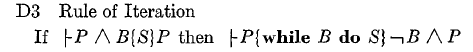 D3 Rule of Iteration
If ⊢P ∧ B{S}P then ⊢P{while B do S}¬B ∧ P